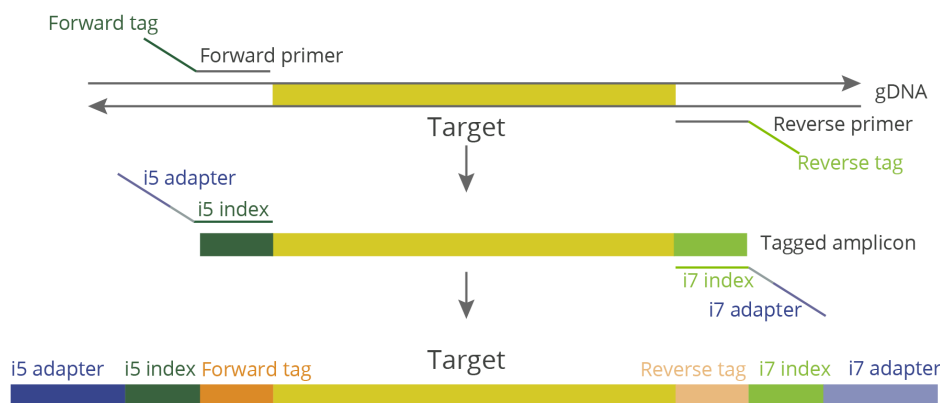 Forward tag
Forward primer
gDNA
Target
Reverse primer
Reverse tag
i5 adapter
i5 index
Tagged amplicon
i7 index
i7 adapter
Target
i5 adapter i5 index Forward tag Reverse tag i7 index i7 adapter